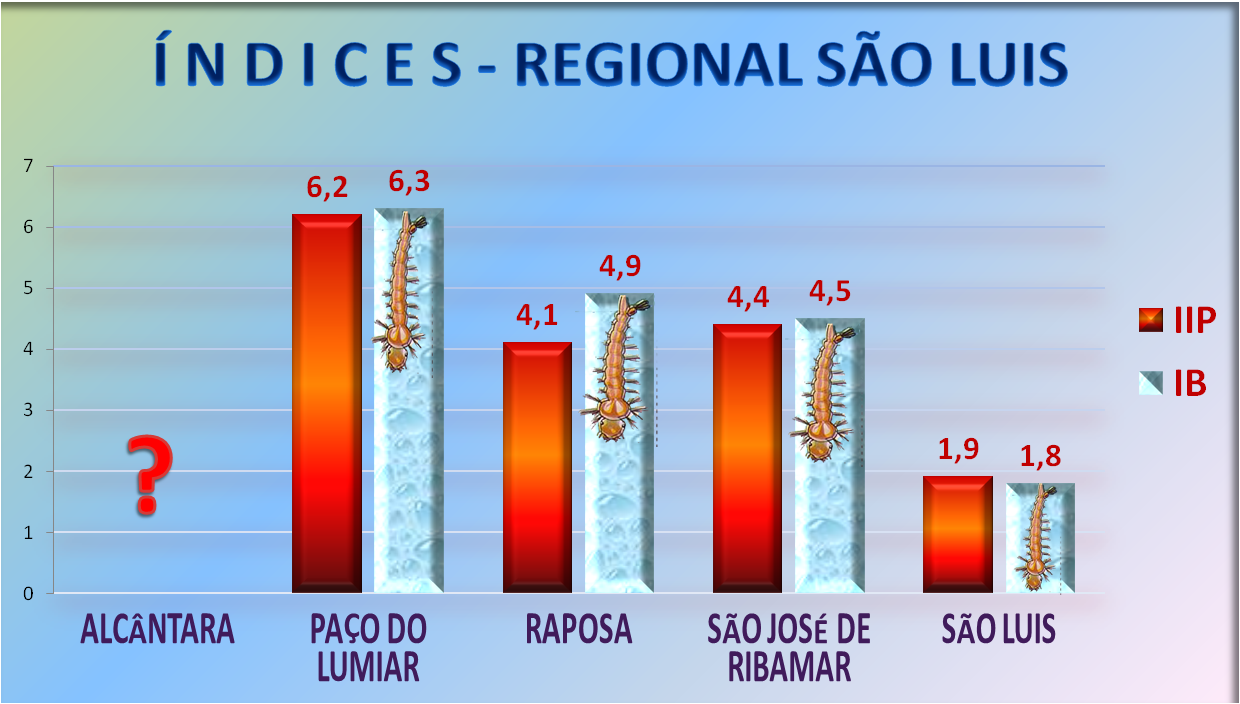 Í N D I C E S - REGIONAL SÃO LUIS
7
6
5
4
3
2
1
0
?
6,2
6,3
4,1
4,9
4,4
4,5
1,9
1,8
IIP
IB
ALCÂNTARA
PAÇO DO
LUMIAR
RAPOSA
SÃO JOSÉ DE
RIBAMAR
SÃO LUIS